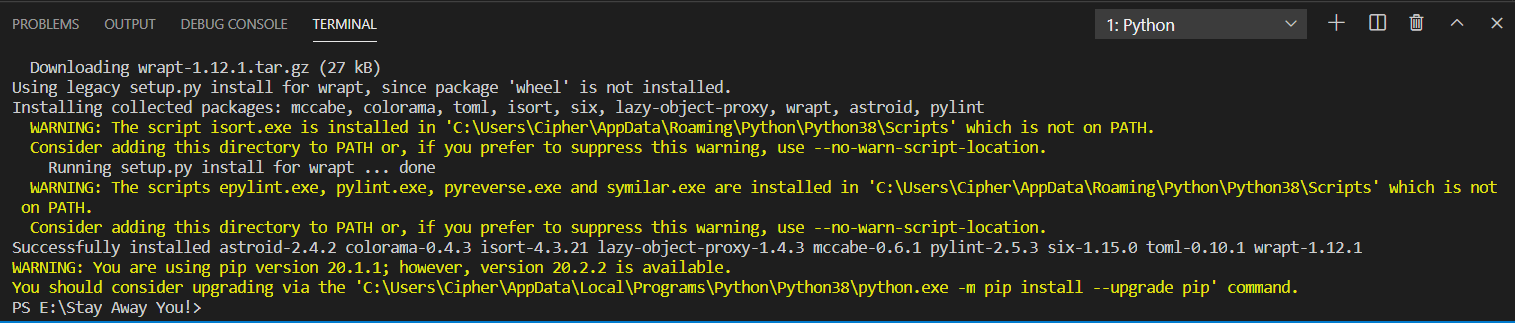 PROBLEMS OUTPUT DEBUG CONSOLE TERMINAL 1: Python
Downloading wrapt-1.12.1.tar.gz (27 kB)
Using legacy setup.py install for wrapt, since package 'wheel' is not installed.
Installing collected packages: mccabe, colorama, toml, isort, six, lazy-object-proxy, wrapt, astroid, pylint
WARNING: The script isort.exe is installed in 'C:\Users\Cipher\AppData\Roaming\Python\Python38\Scripts' which is not on PATH.
Consider adding this directory to PATH or, if you prefer to suppress this warning, use --no-warn-script-location.
Running setup.py install for wrapt ... done
WARNING: The scripts epylint.exe, pylint.exe, pyreverse.exe and symilar.exe are installed in 'C:\Users\Cipher\AppData\Roaming\Python\Python38\Scripts' which is not
on PATH.
Consider adding this directory to PATH or, if you prefer to suppress this warning, use --no-warn-script-location.
Successfully installed astroid-2.4.2 colorama-0.4.3 isort-4.3.21 lazy-object-proxy-1.4.3 mccabe-0.6.1 pylint-2.5.3 six-1.15.0 toml-0.10.1 wrapt-1.12.1
WARNING: You are using pip version 20.1.1; however, version 20.2.2 is available.
You should consider upgrading via the 'C:\Users\Cipher\AppData\Local\Programs\Python\Python38\python.exe -m pip install --upgrade pip' command.
PS E:\Stay Away You!>